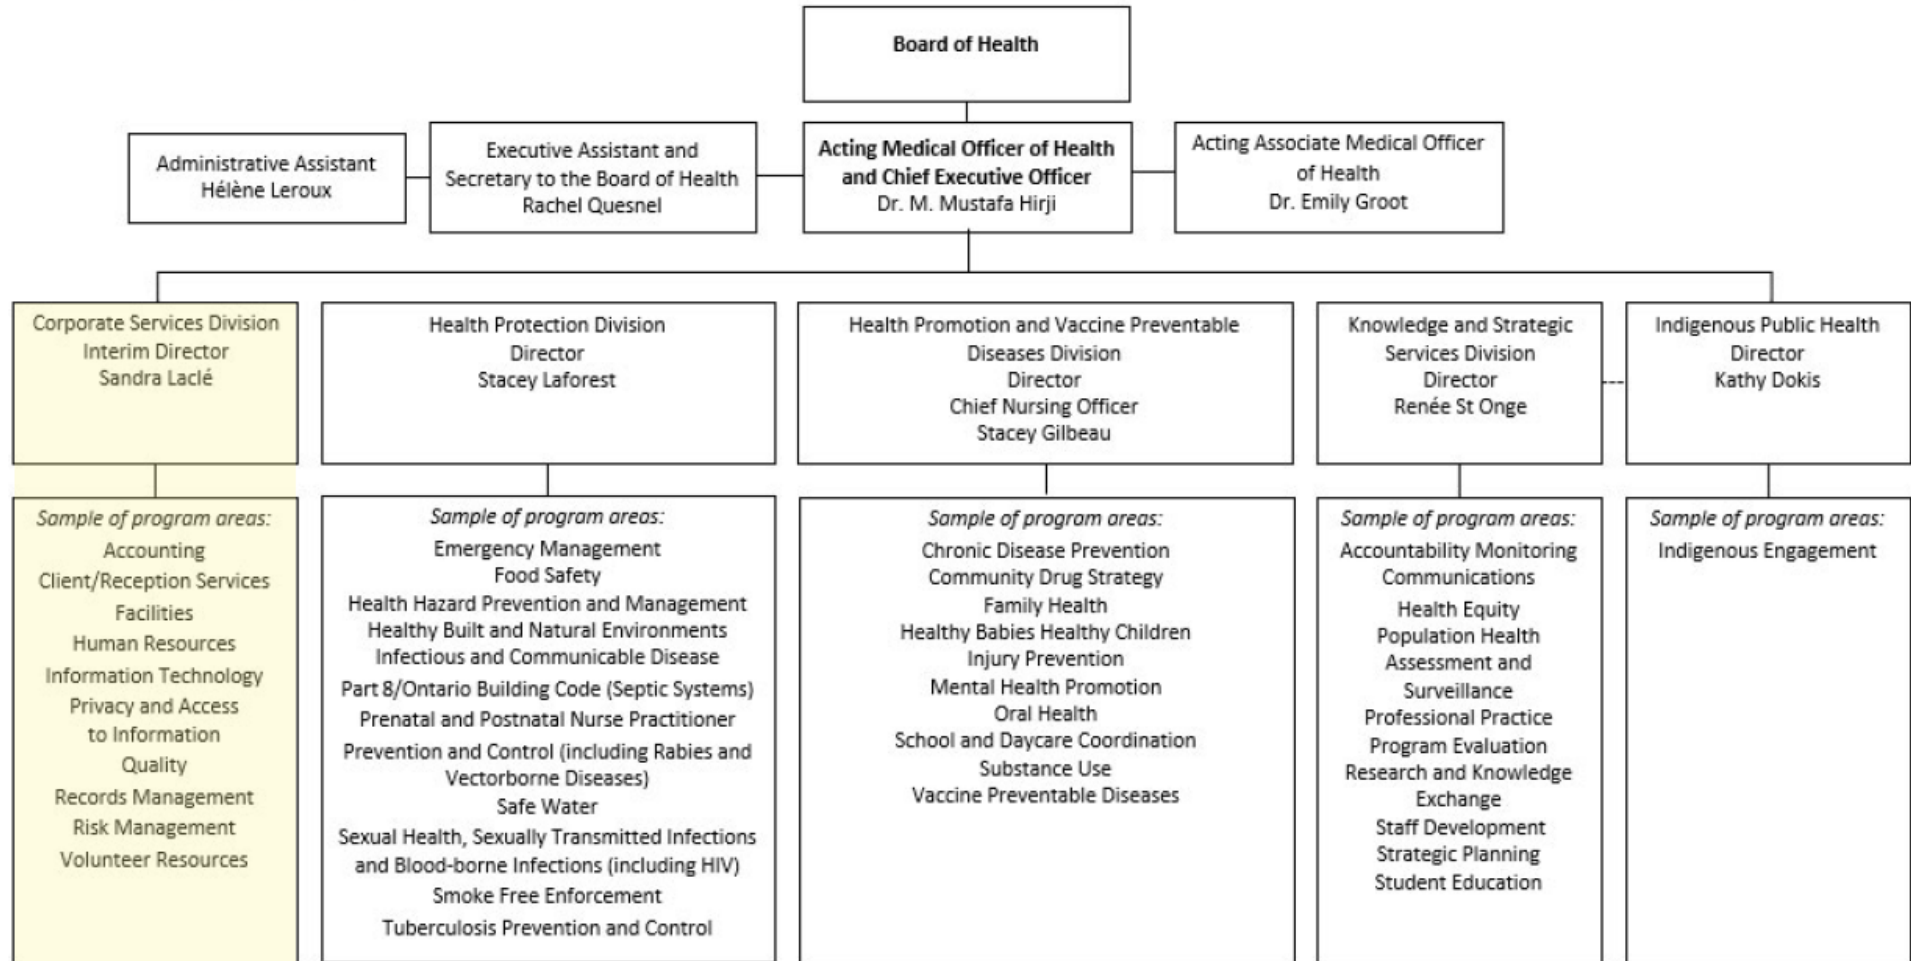 Board of Health
Administrative Assistant
Hélène Leroux
Executive Assistant and
Secretary to the Board of Health
Rachel Quesnel
Acting Medical Officer of Health
and Chief Executive Officer
Dr. M. Mustafa Hirji
Acting Associate Medical Officer
of Health
Dr. Emily Groot
Corporate Services Division
Interim Director
Sandra Laclé
Health Protection Division
Director
Stacey Laforest
Health Promotion and Vaccine Preventable
Diseases Division
Director
Chief Nursing Officer
Stacey Gilbeau
Knowledge and Strategic
Services Division
Director
Renée St Onge
Indigenous Public Health
Director
Kathy Dokis
Sample of program areas:
Accounting
Client/Reception Services
Facilities
Human Resources
Information Technology
Privacy and Access
to Information
Quality
Records Management
Risk Management
Volunteer Resources
Sample of program areas:
Emergency Management
Food Safety
Health Hazard Prevention and Management
Healthy Built and Natural Environments
Infectious and Communicable Disease
Part 8/Ontario Building Code (Septic Systems)
Prenatal and Postnatal Nurse Practitioner
Prevention and Control (including Rabies and
Vectorborne Diseases)
Safe Water
Sexual Health, Sexually Transmitted Infections
and Blood-borne Infections (including HIV)
Smoke Free Enforcement
Tuberculosis Prevention and Control
Sample of program areas:
Chronic Disease Prevention
Community Drug Strategy
Family Health
Healthy Babies Healthy Children
Injury Prevention
Mental Health Promotion
Oral Health
School and Daycare Coordination
Substance Use
Vaccine Preventable Diseases
Sample of program areas:
Accountability Monitoring
Communications
Health Equity
Population Health
Assessment and
Surveillance
Professional Practice
Program Evaluation
Research and Knowledge
Exchange
Staff Development
Strategic Planning
Student Education
Sample of program areas:
Indigenous Engagement